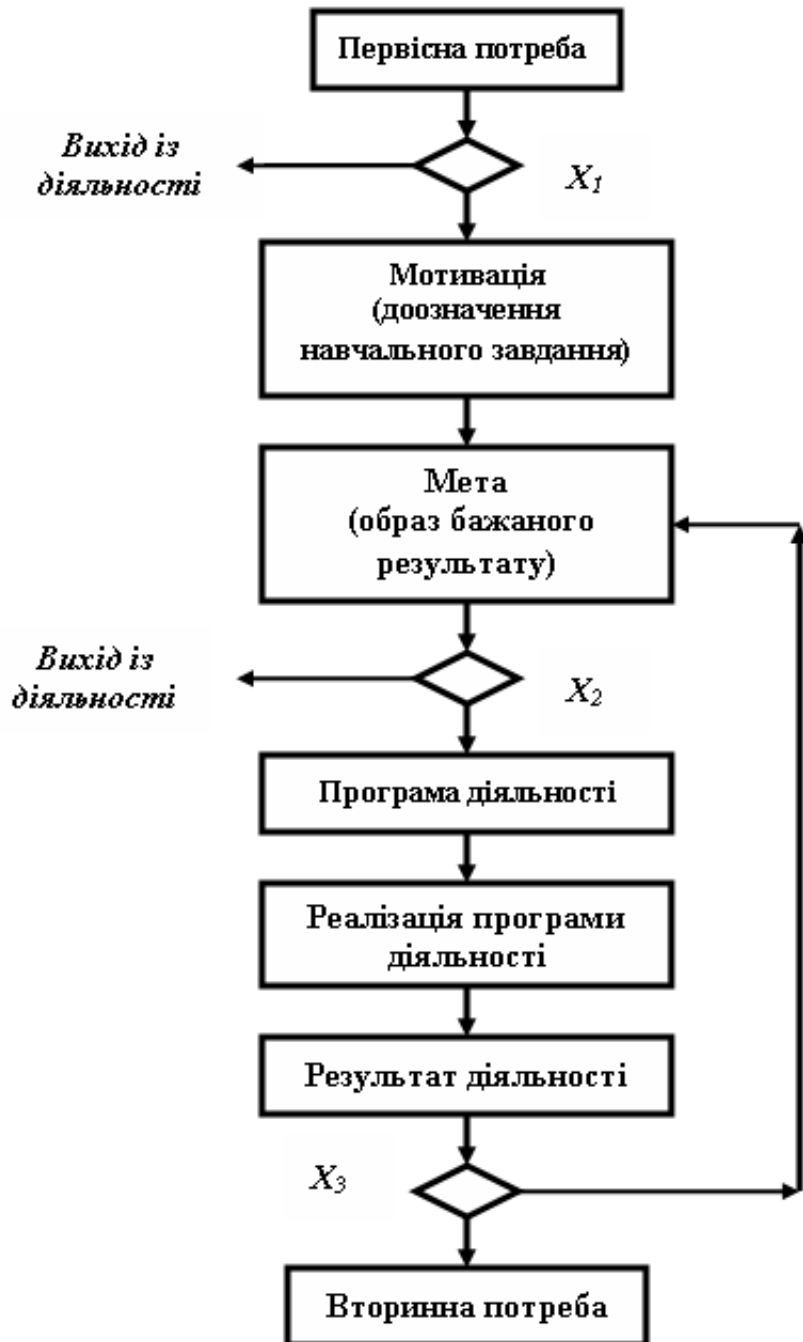 Первісна потреба
Вихід із
діяльності
X₁
Мотивація
(доозначення
навчального завдання)
Мета
(образ бажаного
результату)
Вихід із
діяльності
X₂
Програма діяльності
Реалізація програми
діяльності
Результат діяльності
X₃
Вторинна потреба